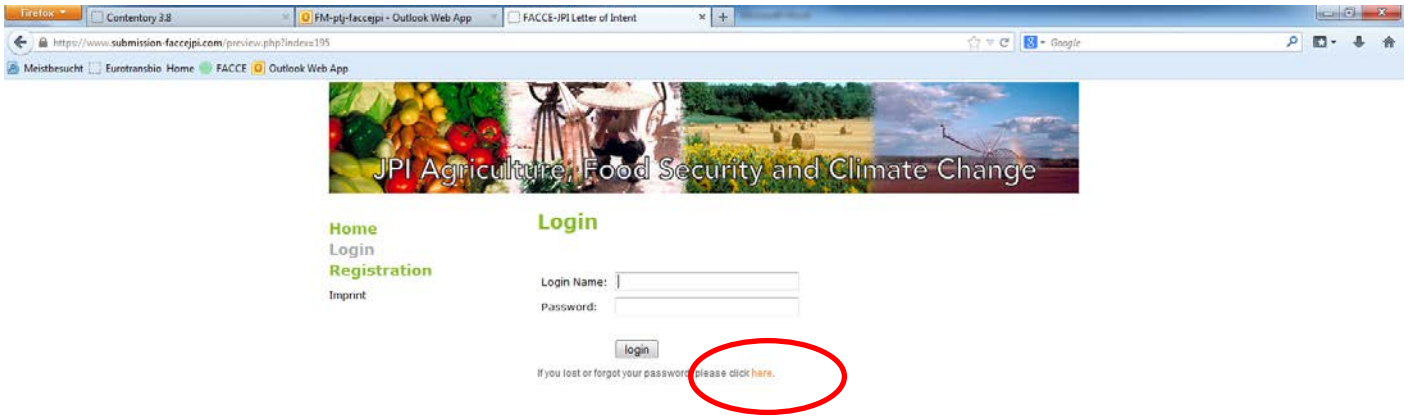 Firefox
Contentory 3.8
FM-ptj-faccejpi - Outlook Web App
FACCE-JPI Letter of Intent
https://www.submission-faccejpi.com/preview.php?index=195
Google
Meistbesucht Eurotransbio Home FACCE Outlook Web App
JPI Agriculture, Food Security and Climate Change
Home
Login
Registration
Imprint
Login
Login Name:
Password:
login
If you lost or forgot your password, please click here.